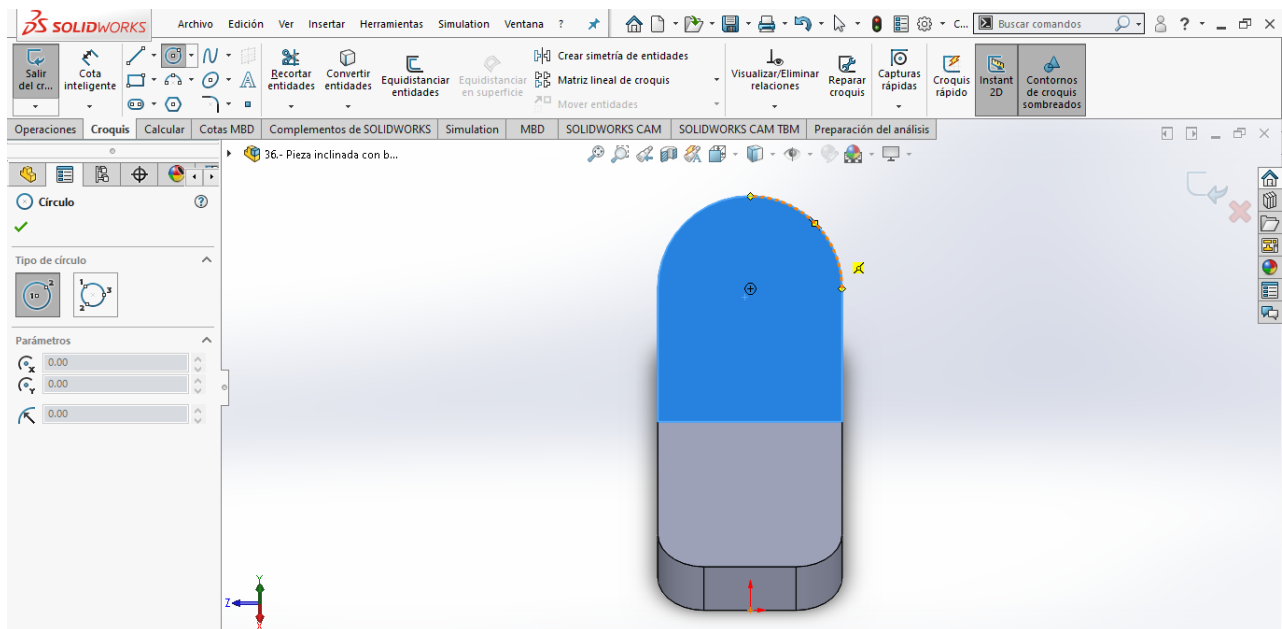 SOLIDWORKS
Archivo Edición Ver Insertar Herramientas Simulation Ventana ?
C...
Buscar comandos
?
Salir del cr...
Cota inteligente
Recortar entidades
Convertir entidades
Equidistanciar entidades
Equidistanciar en superficie
Crear simetría de entidades
Matriz lineal de croquis
Mover entidades
Visualizar/Eliminar relaciones
Reparar croquis
Capturas rápidas
Croquis rápido
Instant 2D
Contornos de croquis sombreados
Operaciones Croquis Calcular Cotas MBD Complementos de SOLIDWORKS Simulation MBD SOLIDWORKS CAM SOLIDWORKS CAM TBM Preparación del análisis
36.- Pieza inclinada con b...
Círculo
Tipo de círculo
Parámetros
X 0.00
Y 0.00
0.00
Y
Z
X